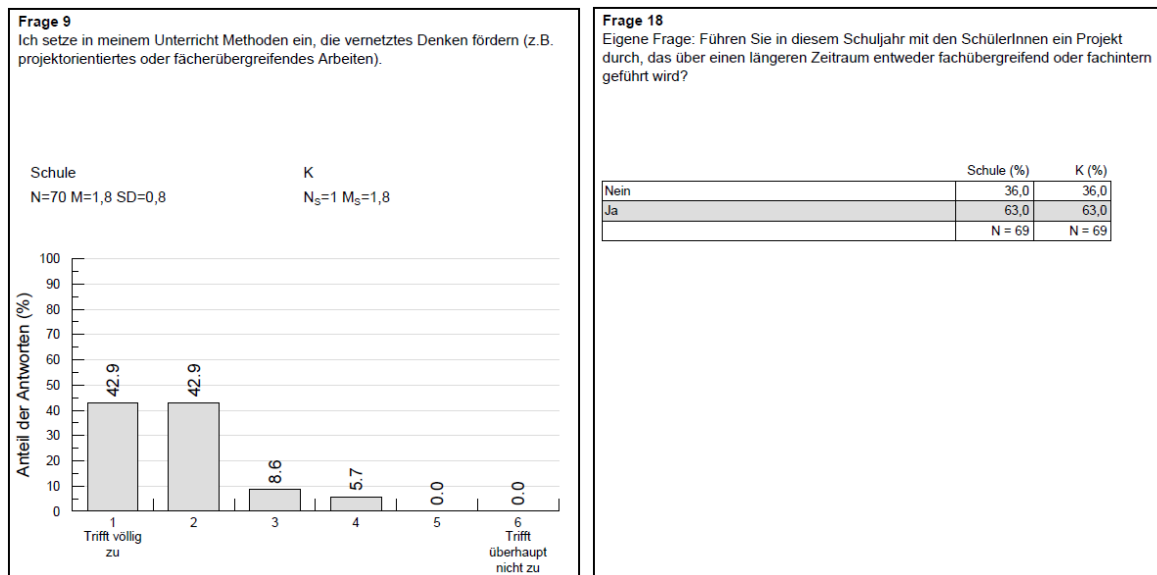 Frage 9
Ich setze in meinem Unterricht Methoden ein, die vernetztes Denken fördern (z.B.
projektorientiertes oder fächerübergreifendes Arbeiten).
Schule K
N=70 M=1,8 SD=0,8 Nₛ=1 Mₛ=1,8
Anteil der Antworten (%)
100
90
80
70
60
50
40
30
20
10
0
42.9 42.9 8.6 5.7 0.0 0.0
1 2 3 4 5 6
Trifft völlig Trifft
zu überhaupt
nicht zu
Frage 18
Eigene Frage: Führen Sie in diesem Schuljahr mit den SchülerInnen ein Projekt
durch, das über einen längeren Zeitraum entweder fachübergreifend oder fachintern
geführt wird?
Schule (%) K (%)
Nein 36,0 36,0
Ja 63,0 63,0
N = 69 N = 69